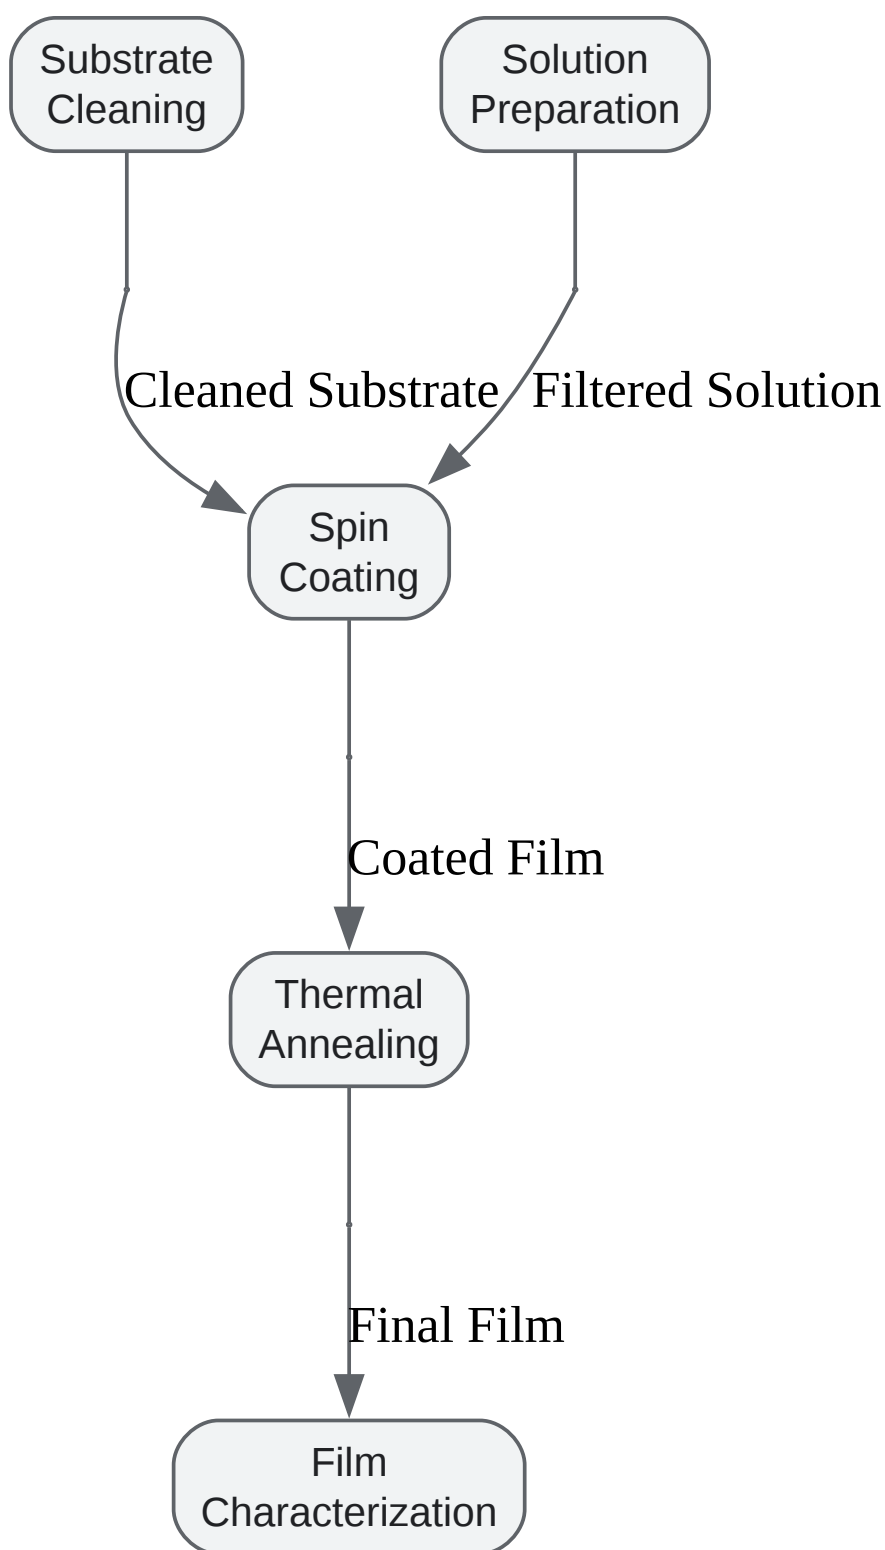 Substrate
Cleaning
Solution
Preparation
Cleaned Substrate
Filtered Solution
Spin
Coating
Coated Film
Thermal
Annealing
Final Film
Film
Characterization